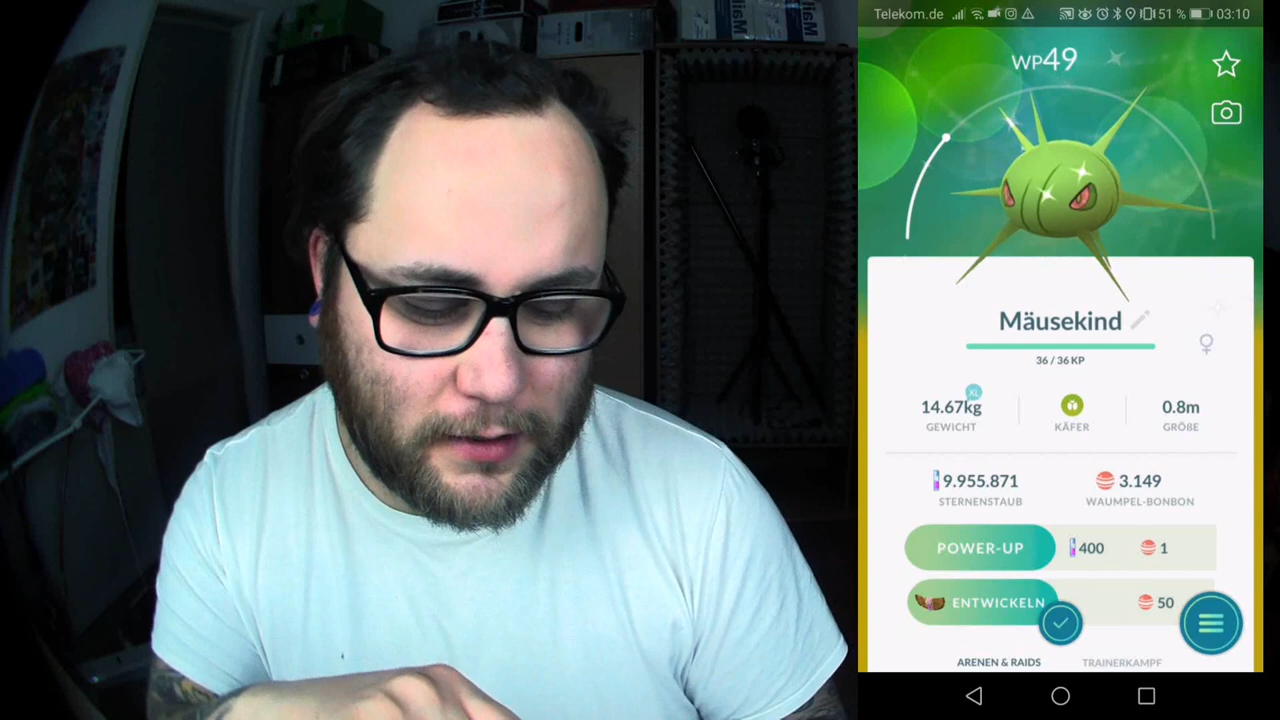 Telekom.de 51 % 03:10
WP49
Mäusekind
36 / 36 KP
XL
14.67kg 0.8m
GEWICHT KÄFER GRÖSSE
9.955.871 3.149
STERNENSTAUB WAUMPEL-BONBON
POWER-UP 400 1
ENTWICKELN 50
ARENEN & RAIDS TRAINERKAMPF